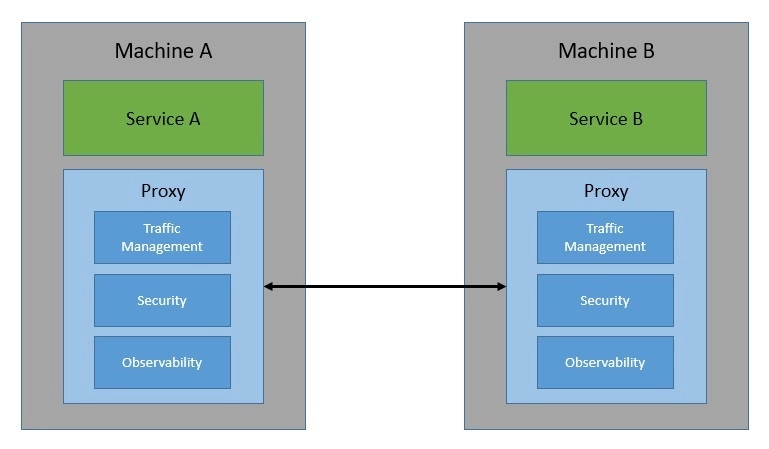 Machine A
Service A
Proxy
Traffic
Management
Security
Observability
Machine B
Service B
Proxy
Traffic
Management
Security
Observability